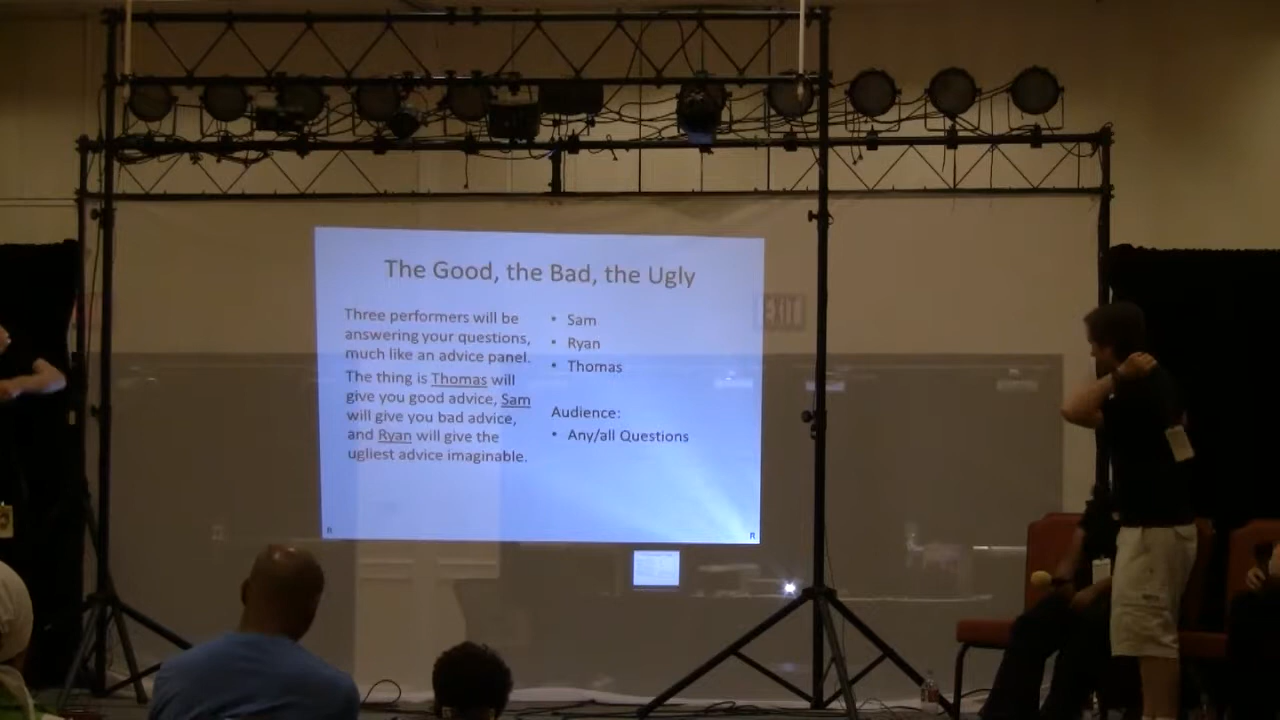 The Good, the Bad, the Ugly
Three performers will be
answering your questions,
much like an advice panel.
The thing is Thomas will
give you good advice, Sam
will give you bad advice,
and Ryan will give the
ugliest advice imaginable.
• Sam
• Ryan
• Thomas
Audience:
• Any/all Questions
R
EXIT